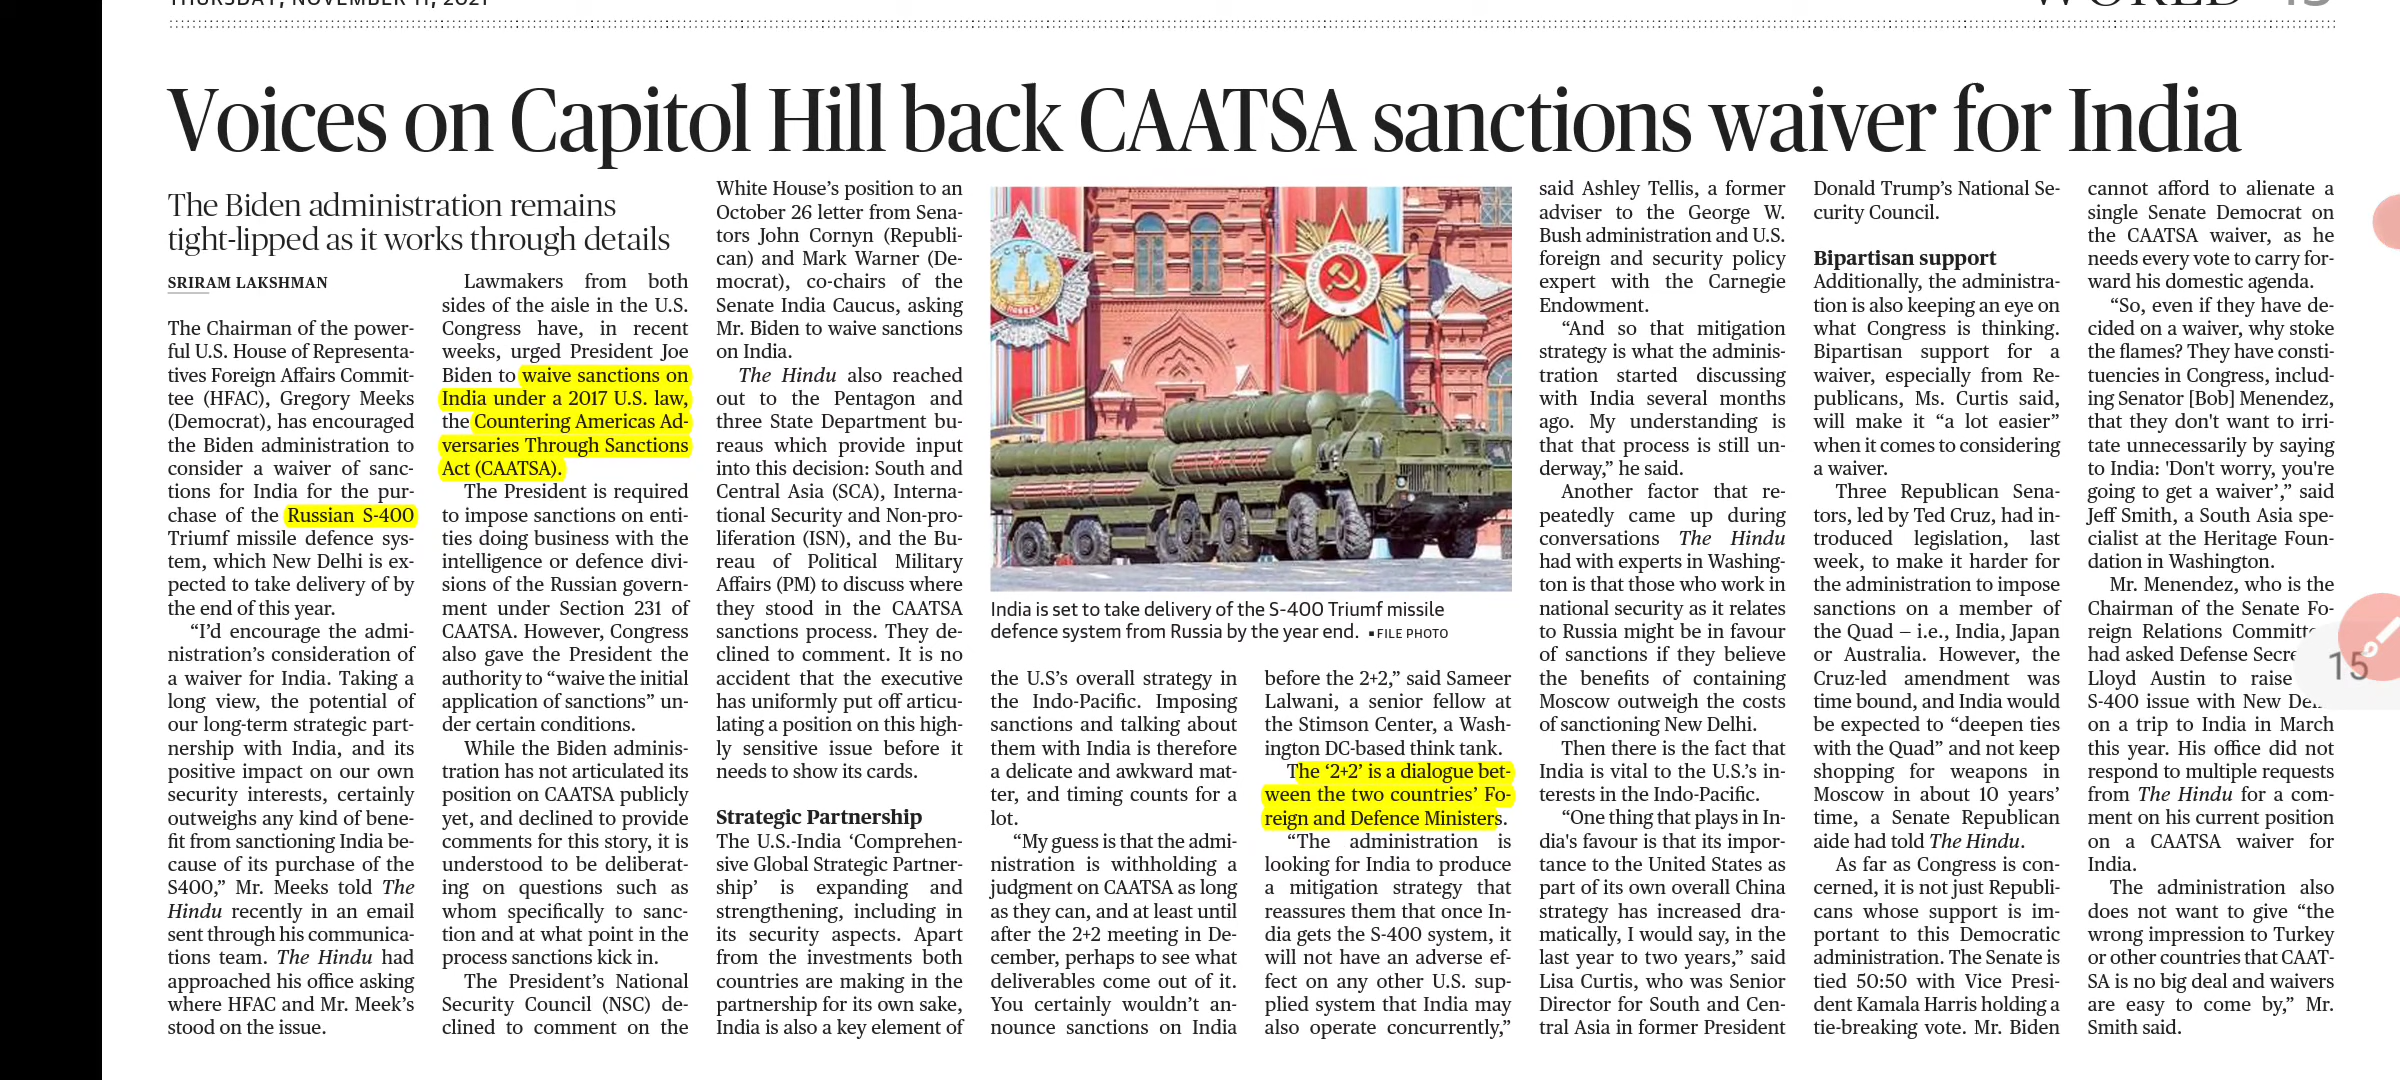 THURSDAY, NOVEMBER 11, 2021
WORLD
Voices on Capitol Hill back CAATSA sanctions waiver for India
The Biden administration remains
tight-lipped as it works through details
SRIRAM LAKSHMAN
The Chairman of the power-
ful U.S. House of Representa-
tives Foreign Affairs Commit-
tee (HFAC), Gregory Meeks
(Democrat), has encouraged
the Biden administration to
consider a waiver of sanc-
tions for India for the pur-
chase of the Russian S-400
Triumf missile defence sys-
tem, which New Delhi is ex-
pected to take delivery of by
the end of this year.
“I’d encourage the admi-
nistration’s consideration of
a waiver for India. Taking a
long view, the potential of
our long-term strategic part-
nership with India, and its
positive impact on our own
security interests, certainly
outweighs any kind of bene-
fit from sanctioning India be-
cause of its purchase of the
S400,” Mr. Meeks told The
Hindu recently in an email
sent through his communica-
tions team. The Hindu had
approached his office asking
where HFAC and Mr. Meek’s
stood on the issue.
Lawmakers from both
sides of the aisle in the U.S.
Congress have, in recent
weeks, urged President Joe
Biden to waive sanctions on
India under a 2017 U.S. law,
the Countering Americas Ad-
versaries Through Sanctions
Act (CAATSA).
The President is required
to impose sanctions on enti-
ties doing business with the
intelligence or defence divi-
sions of the Russian govern-
ment under Section 231 of
CAATSA. However, Congress
also gave the President the
authority to “waive the initial
application of sanctions” un-
der certain conditions.
While the Biden adminis-
tration has not articulated its
position on CAATSA publicly
yet, and declined to provide
comments for this story, it is
understood to be deliberat-
ing on questions such as
whom specifically to sanc-
tion and at what point in the
process sanctions kick in.
The President’s National
Security Council (NSC) de-
clined to comment on the
White House’s position to an
October 26 letter from Sena-
tors John Cornyn (Republi-
can) and Mark Warner (De-
mocrat), co-chairs of the
Senate India Caucus, asking
Mr. Biden to waive sanctions
on India.
The Hindu also reached
out to the Pentagon and
three State Department bu-
reaus which provide input
into this decision: South and
Central Asia (SCA), Interna-
tional Security and Non-pro-
liferation (ISN), and the Bu-
reau of Political Military
Affairs (PM) to discuss where
they stood in the CAATSA
sanctions process. They de-
clined to comment. It is no
accident that the executive
has uniformly put off articu-
lating a position on this high-
ly sensitive issue before it
needs to show its cards.
Strategic Partnership
The U.S.-India ‘Comprehen-
sive Global Strategic Partner-
ship’ is expanding and
strengthening, including in
its security aspects. Apart
from the investments both
countries are making in the
partnership for its own sake,
India is also a key element of
India is set to take delivery of the S-400 Triumf missile
defence system from Russia by the year end. ▪FILE PHOTO
the U.S’s overall strategy in
the Indo-Pacific. Imposing
sanctions and talking about
them with India is therefore
a delicate and awkward mat-
ter, and timing counts for a
lot.
“My guess is that the admi-
nistration is withholding a
judgment on CAATSA as long
as they can, and at least until
after the 2+2 meeting in De-
cember, perhaps to see what
deliverables come out of it.
You certainly wouldn’t an-
nounce sanctions on India
before the 2+2,” said Sameer
Lalwani, a senior fellow at
the Stimson Center, a Wash-
ington DC-based think tank.
The ‘2+2’ is a dialogue bet-
ween the two countries’ Fo-
reign and Defence Ministers.
“The administration is
looking for India to produce
a mitigation strategy that
reassures them that once In-
dia gets the S-400 system, it
will not have an adverse ef-
fect on any other U.S. sup-
plied system that India may
also operate concurrently,”
said Ashley Tellis, a former
adviser to the George W.
Bush administration and U.S.
foreign and security policy
expert with the Carnegie
Endowment.
“And so that mitigation
strategy is what the adminis-
tration started discussing
with India several months
ago. My understanding is
that that process is still un-
derway,” he said.
Another factor that re-
peatedly came up during
conversations The Hindu
had with experts in Washing-
ton is that those who work in
national security as it relates
to Russia might be in favour
of sanctions if they believe
the benefits of containing
Moscow outweigh the costs
of sanctioning New Delhi.
Then there is the fact that
India is vital to the U.S.’s in-
terests in the Indo-Pacific.
“One thing that plays in In-
dia's favour is that its impor-
tance to the United States as
part of its own overall China
strategy has increased dra-
matically, I would say, in the
last year to two years,” said
Lisa Curtis, who was Senior
Director for South and Cen-
tral Asia in former President
Donald Trump’s National Se-
curity Council.
Bipartisan support
Additionally, the administra-
tion is also keeping an eye on
what Congress is thinking.
Bipartisan support for a
waiver, especially from Re-
publicans, Ms. Curtis said,
will make it “a lot easier”
when it comes to considering
a waiver.
Three Republican Sena-
tors, led by Ted Cruz, had in-
troduced legislation, last
week, to make it harder for
the administration to impose
sanctions on a member of
the Quad – i.e., India, Japan
or Australia. However, the
Cruz-led amendment was
time bound, and India would
be expected to “deepen ties
with the Quad” and not keep
shopping for weapons in
Moscow in about 10 years’
time, a Senate Republican
aide had told The Hindu.
As far as Congress is con-
cerned, it is not just Republi-
cans whose support is im-
portant to this Democratic
administration. The Senate is
tied 50:50 with Vice Presi-
dent Kamala Harris holding a
tie-breaking vote. Mr. Biden
cannot afford to alienate a
single Senate Democrat on
the CAATSA waiver, as he
needs every vote to carry for-
ward his domestic agenda.
“So, even if they have de-
cided on a waiver, why stoke
the flames? They have consti-
tuencies in Congress, includ-
ing Senator [Bob] Menendez,
that they don't want to irri-
tate unnecessarily by saying
to India: 'Don't worry, you're
going to get a waiver’,” said
Jeff Smith, a South Asia spe-
cialist at the Heritage Foun-
dation in Washington.
Mr. Menendez, who is the
Chairman of the Senate Fo-
reign Relations
had asked Defense
Lloyd Austin to raise
S-400 issue with New
on a trip to India in March
this year. His office did not
respond to multiple requests
from The Hindu for a com-
ment on his current position
on a CAATSA waiver for
India.
The administration also
does not want to give “the
wrong impression to Turkey
or other countries that CAAT-
SA is no big deal and waivers
are easy to come by,” Mr.
Smith said.
15